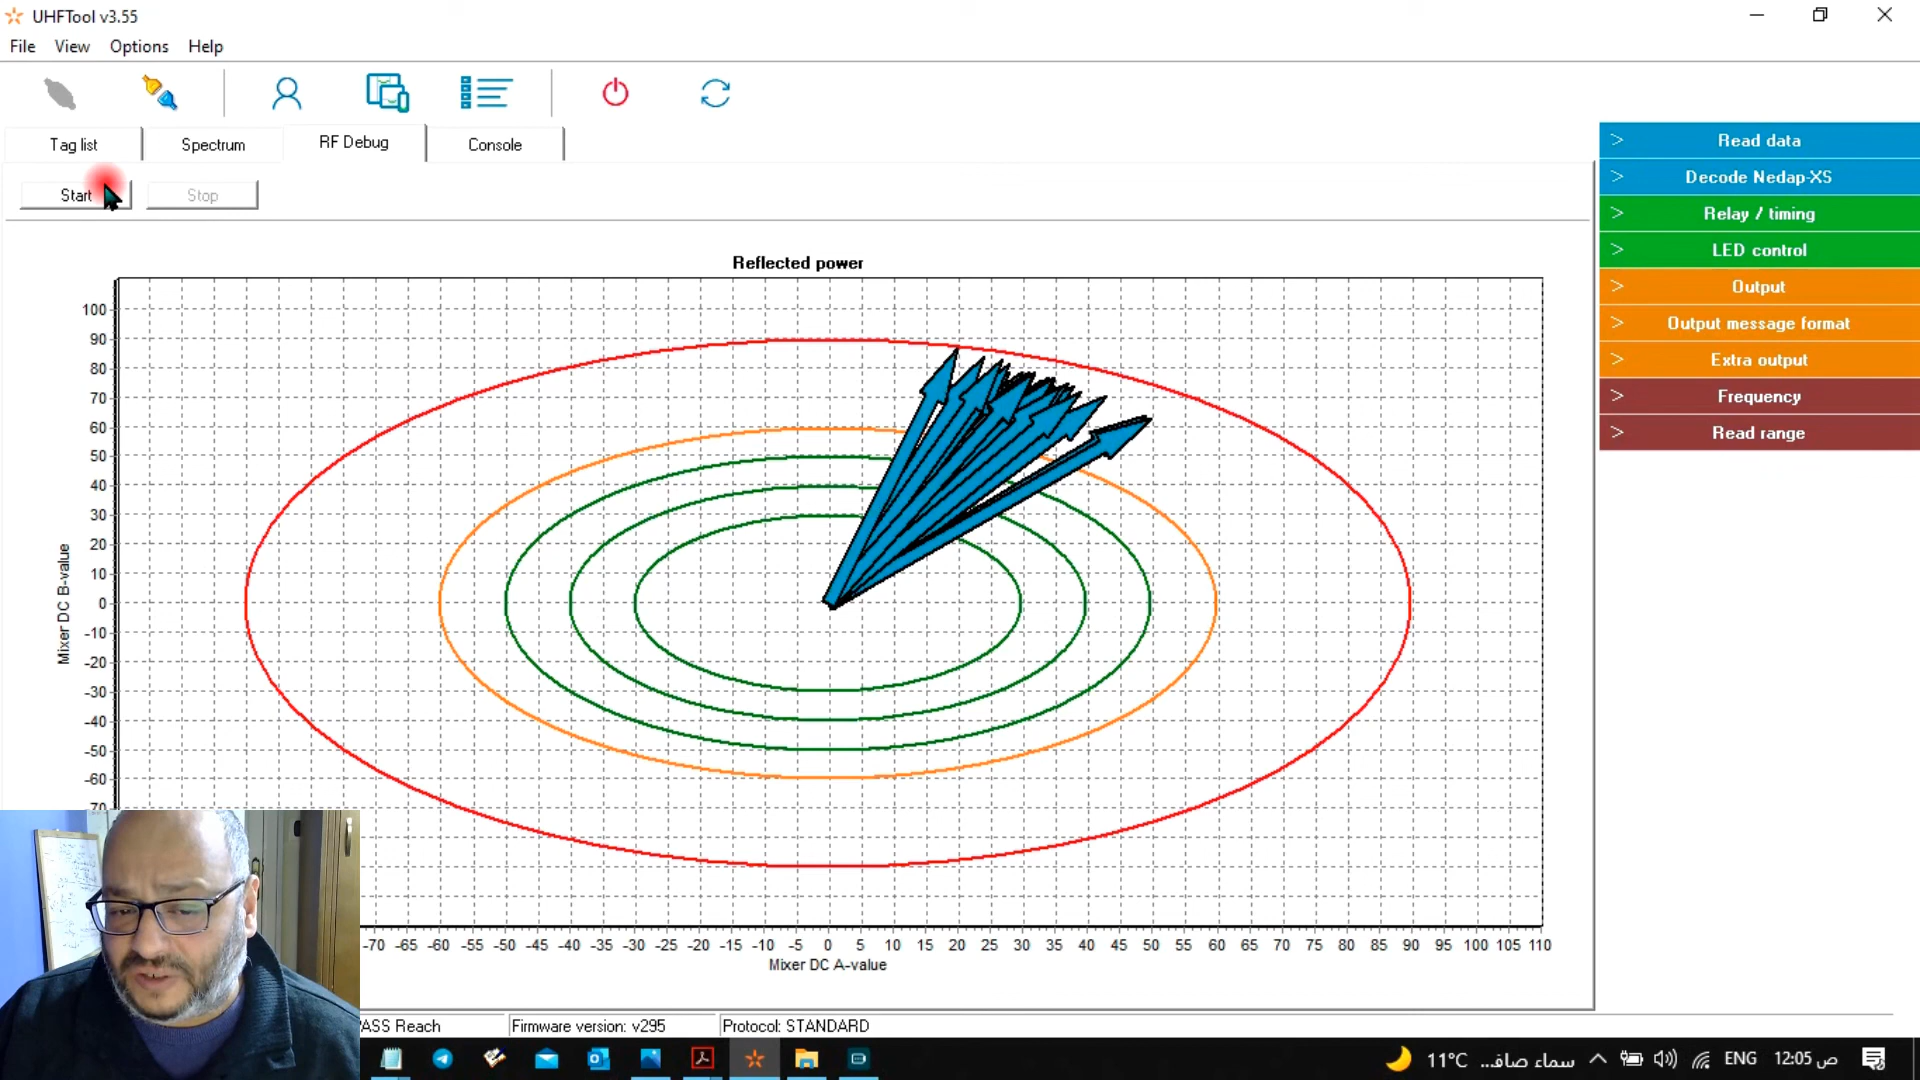 UHFTool v3.55
File View Options Help
Tag list Spectrum RF Debug Console
Start Stop
Reflected power
100
90
80
70
60
50
40
30
20
10
0
-10
-20
-30
-40
-50
-60
Mixer DC B-value
-70 -65 -60 -55 -50 -45 -40 -35 -30 -25 -20 -15 -10 -5 0 5 10 15 20 25 30 35 40 45 50 55 60 65 70 75 80 85 90 95 100 105 110
Mixer DC A-value
> Read data
> Decode Nedap-XS
> Relay / timing
> LED control
> Output
> Output message format
> Extra output
> Frequency
> Read range
ASS Reach Firmware version: v295 Protocol: STANDARD
11°C سماء صافـ... ENG 12:05 ص